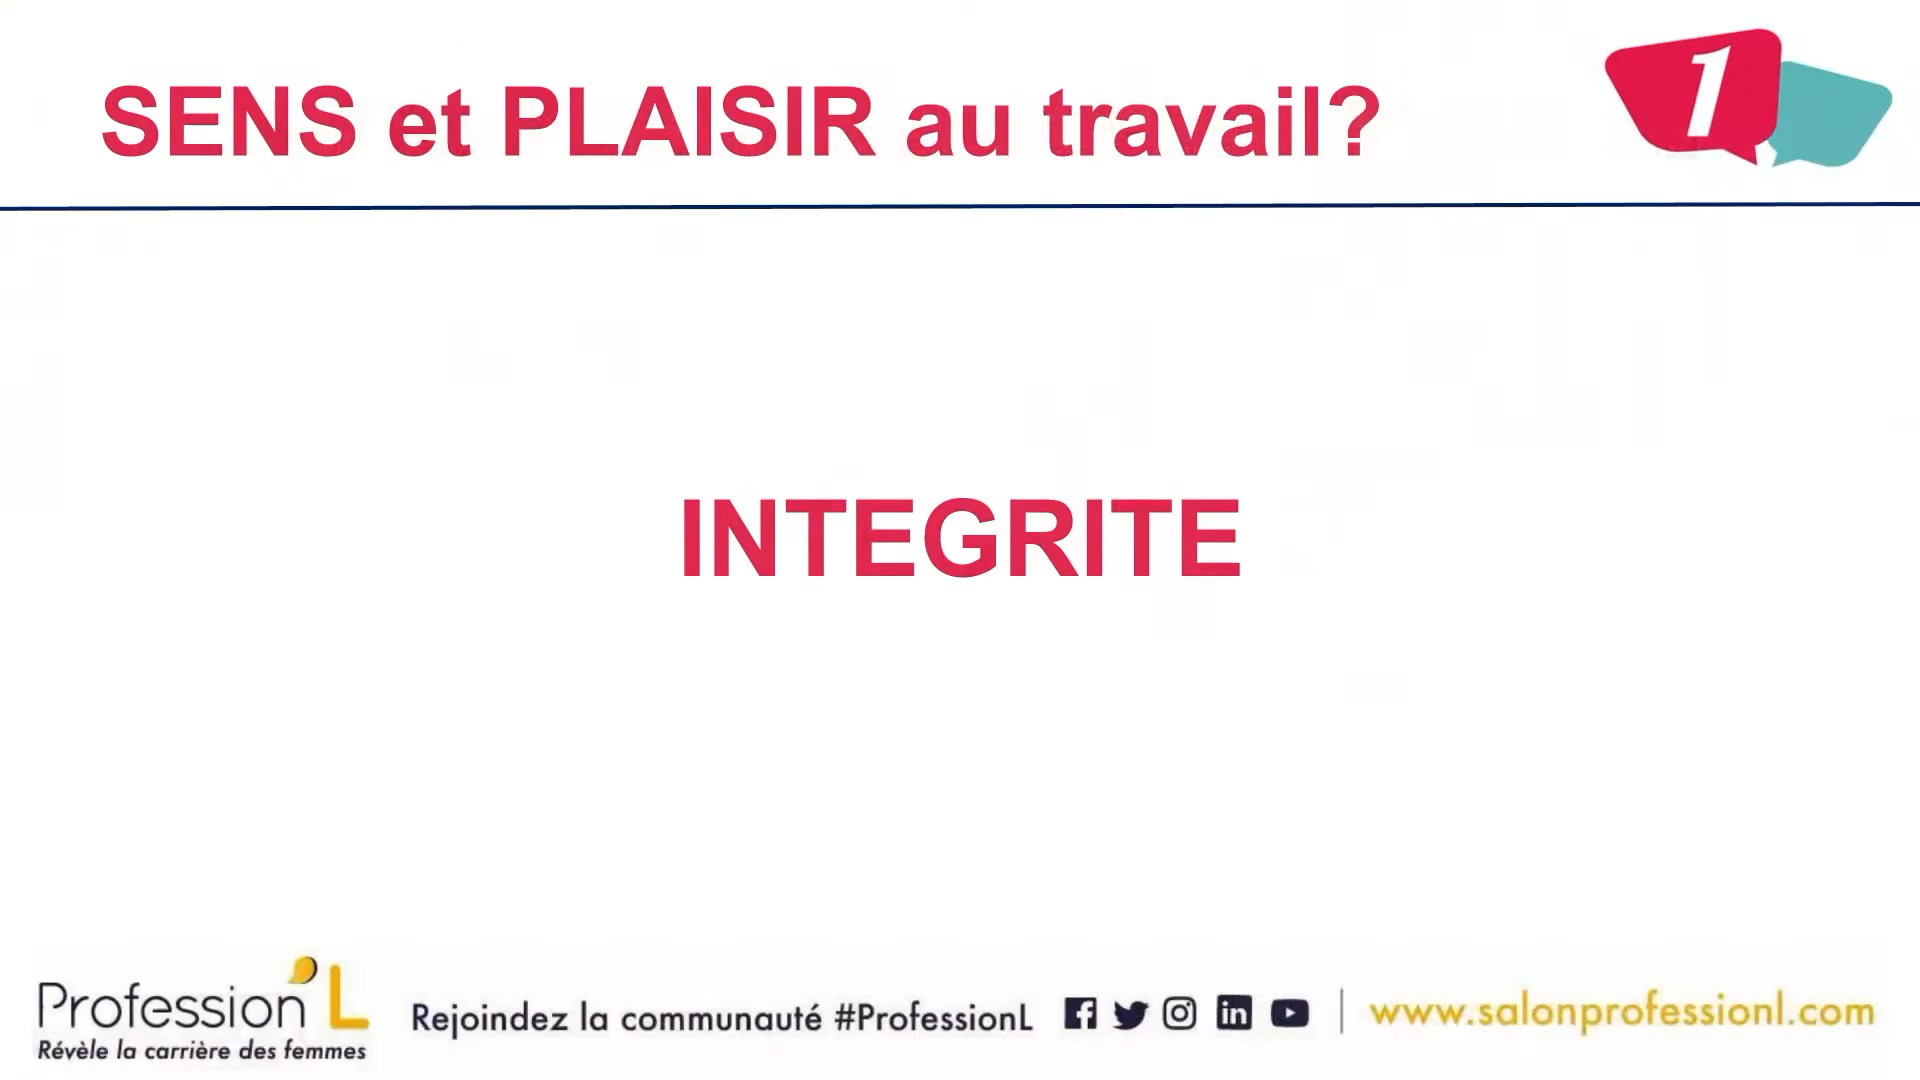 SENS et PLAISIR au travail?
1
INTEGRITE
Profession'L
Révèle la carrière des femmes
Rejoindez la communauté #ProfessionL
www.salonprofessionl.com